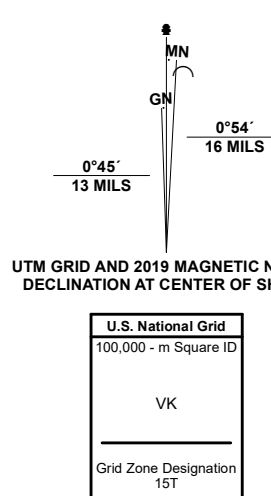 MN
GN
0°54´
16 MILS
0°45´
13 MILS
UTM GRID AND 2019 MAGNETIC N
DECLINATION AT CENTER OF SH
U.S. National Grid
100,000 - m Square ID
VK
Grid Zone Designation
15T